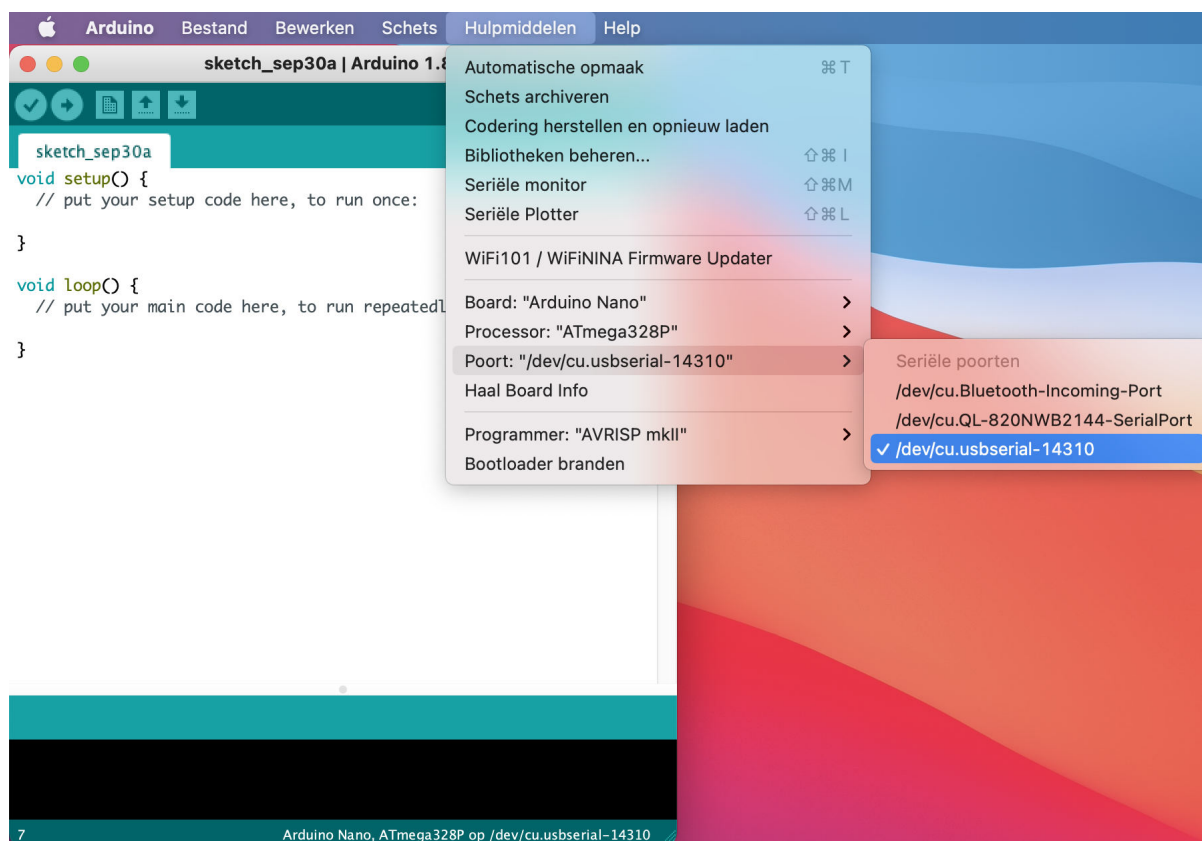 Arduino Bestand Bewerken Schets Hulpmiddelen Help
sketch_sep30a | Arduino 1.8
sketch_sep30a
void setup() {
// put your setup code here, to run once:
}
void loop() {
// put your main code here, to run repeatedl
}
Automatische opmaak ⌘ T
Schets archiveren
Codering herstellen en opnieuw laden
Bibliotheken beheren... ⇧ ⌘ I
Seriële monitor ⇧ ⌘ M
Seriële Plotter ⇧ ⌘ L
WiFi101 / WiFiNINA Firmware Updater
Board: "Arduino Nano"
Processor: "ATmega328P"
Poort: "/dev/cu.usbserial-14310"
Haal Board Info
Programmer: "AVRISP mkII"
Bootloader branden
Seriële poorten
/dev/cu.Bluetooth-Incoming-Port
/dev/cu.QL-820NWB2144-SerialPort
✓ /dev/cu.usbserial-14310
7 Arduino Nano, ATmega328P op /dev/cu.usbserial-14310